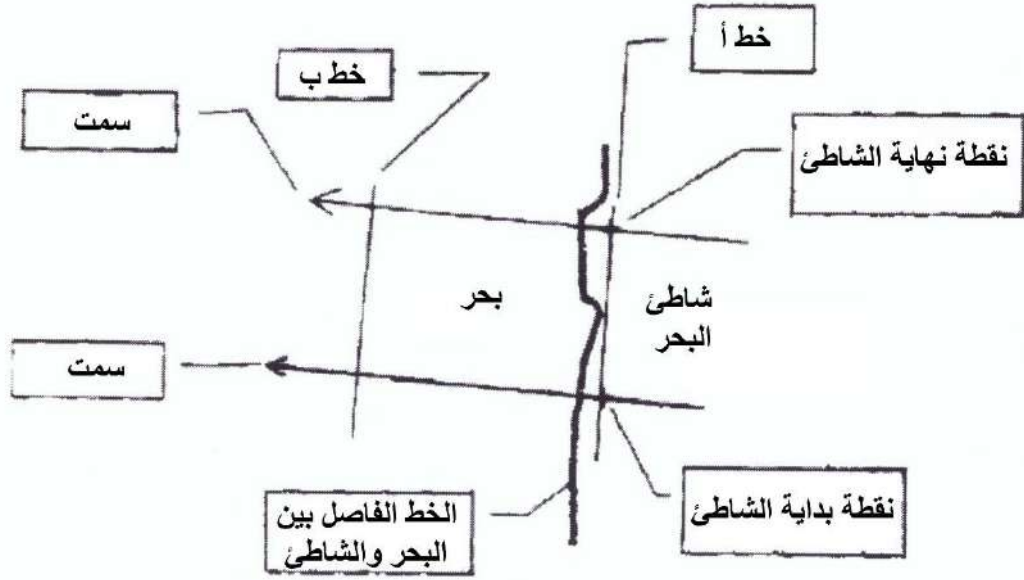 خط أ
خط ب
سمت
نقطة نهاية الشاطئ
بحر
شاطئ
البحر
سمت
نقطة بداية الشاطئ
الخط الفاصل بين
البحر والشاطئ